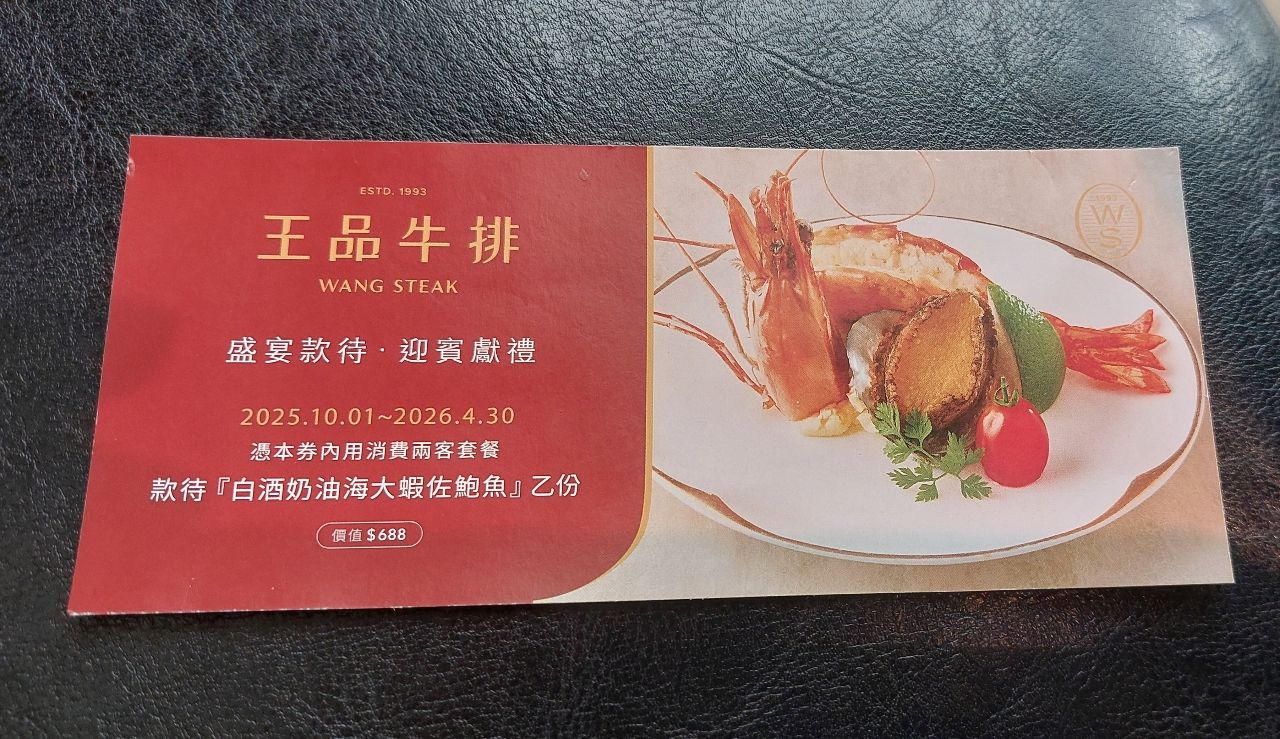 ESTD. 1993
王品牛排
WANG STEAK
盛宴款待·迎賓獻禮
2025.10.01~2026.4.30
憑本券內用消費兩客套餐
款待『白酒奶油海大蝦佐鮑魚』乙份
價值 $688
1993
W
S